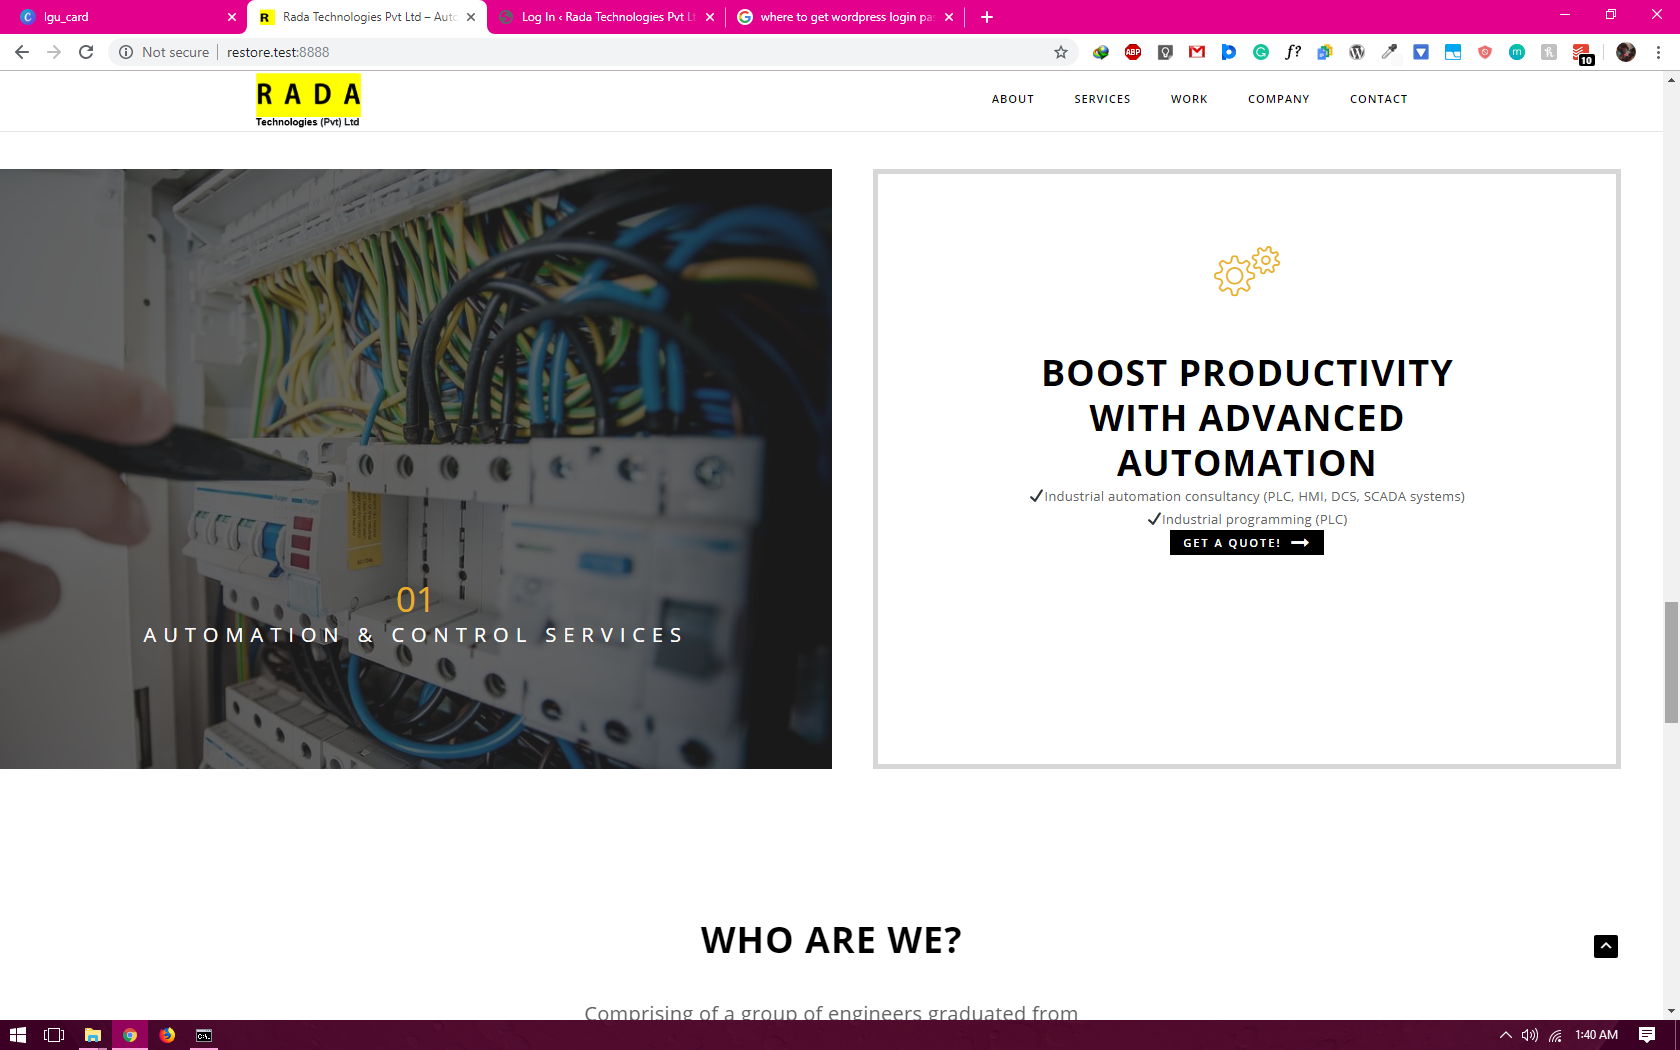 lgu_card
Rada Technologies Pvt Ltd – Auto
Log In ‹ Rada Technologies Pvt Lt
where to get wordpress login pa
Not secure
restore.test:8888
ABP
10
RADA
Technologies (Pvt) Ltd
ABOUT
SERVICES
WORK
COMPANY
CONTACT
01
AUTOMATION & CONTROL SERVICES
BOOST PRODUCTIVITY
WITH ADVANCED
AUTOMATION
Industrial automation consultancy (PLC, HMI, DCS, SCADA systems)
Industrial programming (PLC)
GET A QUOTE!
WHO ARE WE?
Comprising of a group of engineers graduated from
1:40 AM